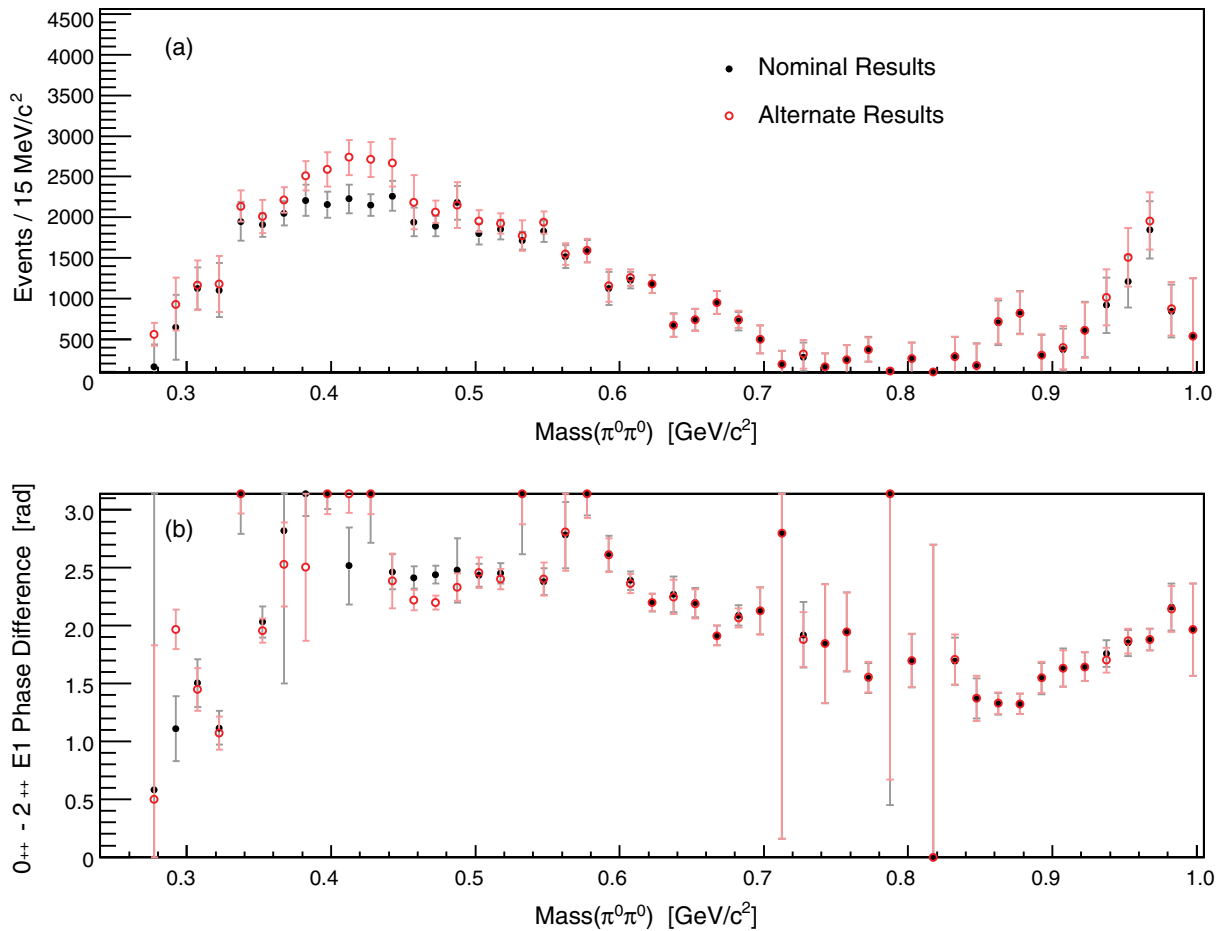 4500
(a)
4000
Nominal Results
3500
Alternate Results
3000
2500
2000
1500
1000
500
0
Events / 15 MeV/c²
0.3 0.4 0.5 0.6 0.7 0.8 0.9 1.0
Mass(π⁰π⁰) [GeV/c²]
3.0
(b)
2.5
2.0
1.5
1.0
0.5
0
0++ - 2++ E1 Phase Difference [rad]
0.3 0.4 0.5 0.6 0.7 0.8 0.9 1.0
Mass(π⁰π⁰) [GeV/c²]